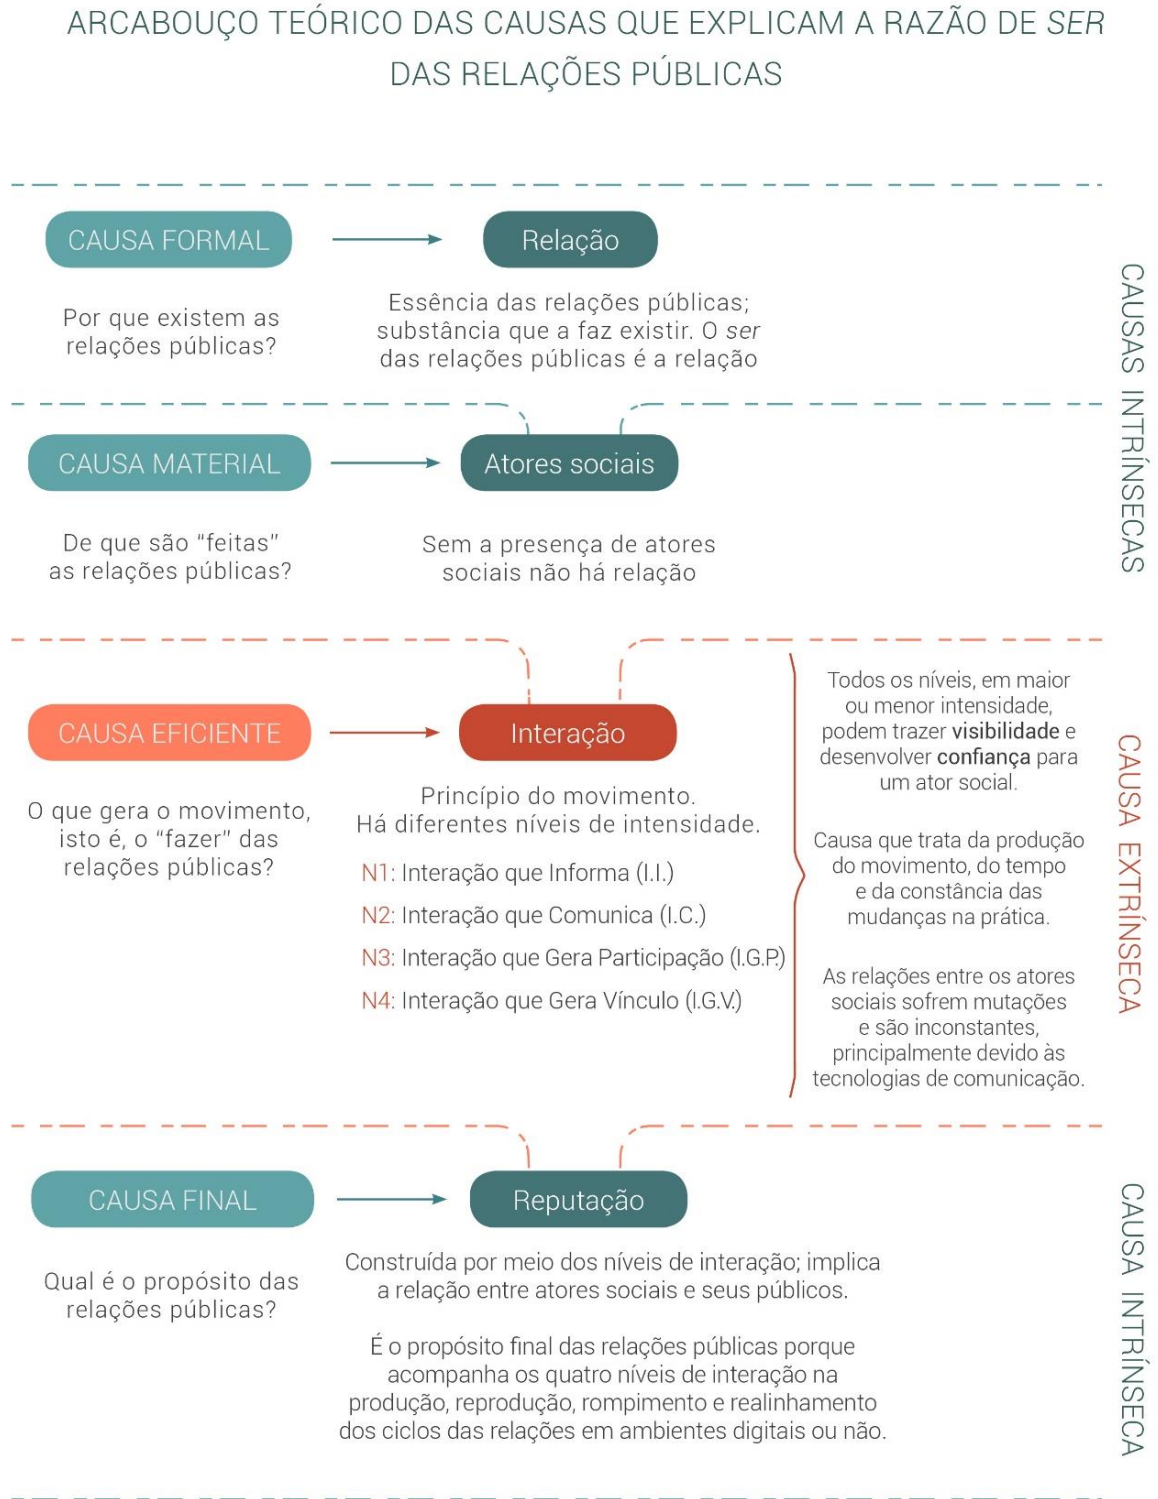 ARCABOUÇO TEÓRICO DAS CAUSAS QUE EXPLICAM A RAZÃO DE SER
DAS RELAÇÕES PÚBLICAS
CAUSAS INTRÍNSECAS
CAUSA FORMAL
Relação
Por que existem as
relações públicas?
Essência das relações públicas;
substância que a faz existir. O ser
das relações públicas é a relação
CAUSA MATERIAL
Atores sociais
De que são “feitas”
as relações públicas?
Sem a presença de atores
sociais não há relação
CAUSA EXTRÍNSECA
CAUSA EFICIENTE
Interação
O que gera o movimento,
isto é, o “fazer” das
relações públicas?
Princípio do movimento.
Há diferentes níveis de intensidade.
N1: Interação que Informa (I.I.)
N2: Interação que Comunica (I.C.)
N3: Interação que Gera Participação (I.G.P.)
N4: Interação que Gera Vínculo (I.G.V.)
Todos os níveis, em maior
ou menor intensidade,
podem trazer visibilidade e
desenvolver confiança para
um ator social.
Causa que trata da produção
do movimento, do tempo
e da constância das
mudanças na prática.
As relações entre os atores
sociais sofrem mutações
e são inconstantes,
principalmente devido às
tecnologias de comunicação.
CAUSA INTRÍNSECA
CAUSA FINAL
Reputação
Qual é o propósito das
relações públicas?
Construída por meio dos níveis de interação; implica
a relação entre atores sociais e seus públicos.
É o propósito final das relações públicas porque
acompanha os quatro níveis de interação na
produção, reprodução, rompimento e realinhamento
dos ciclos das relações em ambientes digitais ou não.